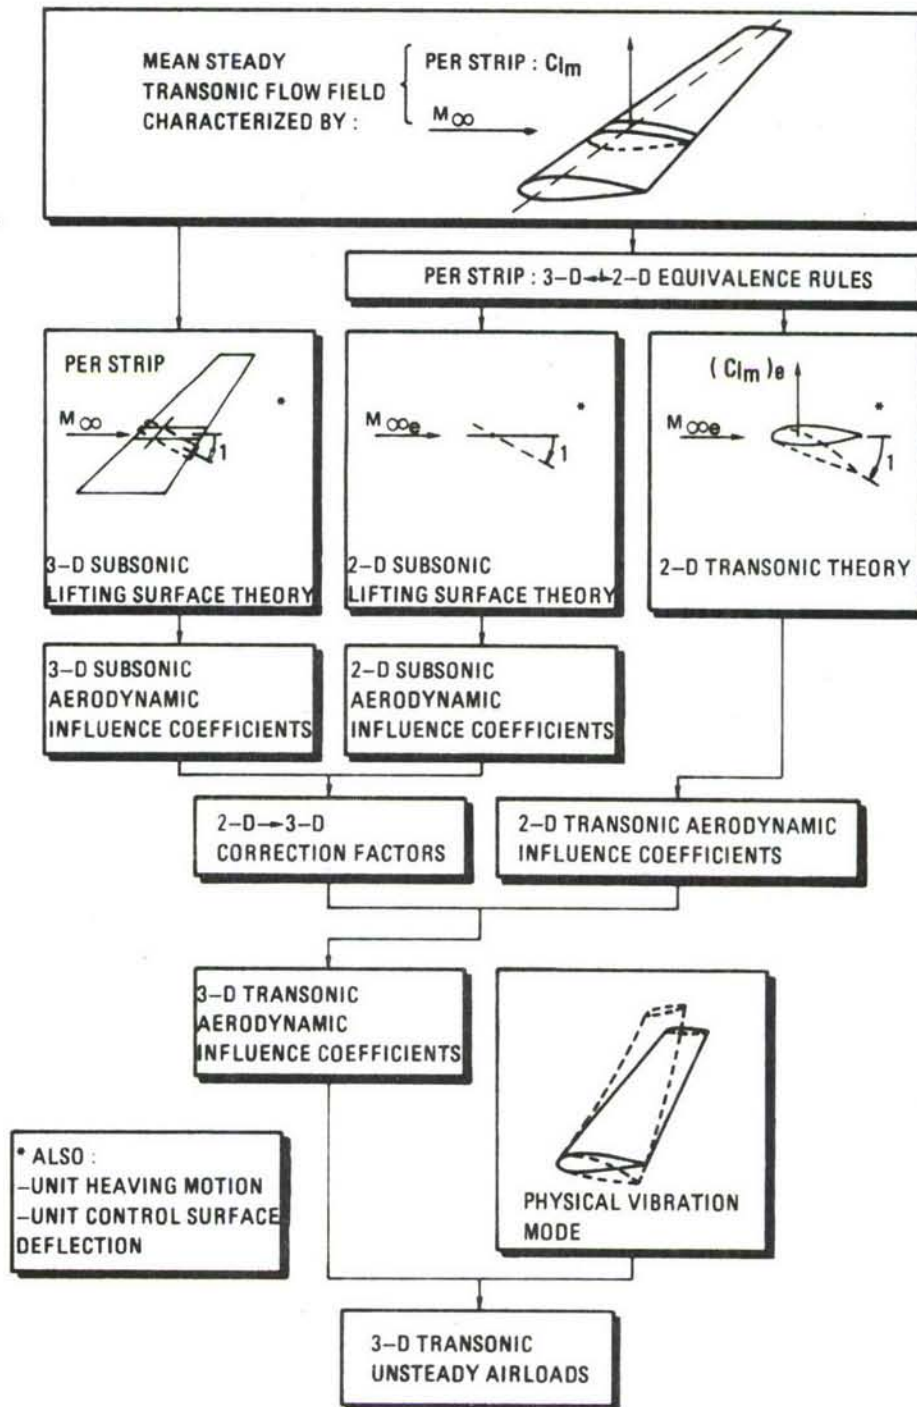 MEAN STEADY
TRANSONIC FLOW FIELD
CHARACTERIZED BY :
PER STRIP : Clm
M∞
PER STRIP : 3-D↔2-D EQUIVALENCE RULES
PER STRIP
*
M∞
1
3-D SUBSONIC
LIFTING SURFACE THEORY
*
M∞e
1
2-D SUBSONIC
LIFTING SURFACE THEORY
(Clm)e
*
M∞e
1
2-D TRANSONIC THEORY
3-D SUBSONIC
AERODYNAMIC
INFLUENCE COEFFICIENTS
2-D SUBSONIC
AERODYNAMIC
INFLUENCE COEFFICIENTS
2-D→3-D
CORRECTION FACTORS
2-D TRANSONIC AERODYNAMIC
INFLUENCE COEFFICIENTS
3-D TRANSONIC
AERODYNAMIC
INFLUENCE COEFFICIENTS
PHYSICAL VIBRATION
MODE
* ALSO :
-UNIT HEAVING MOTION
-UNIT CONTROL SURFACE
DEFLECTION
3-D TRANSONIC
UNSTEADY AIRLOADS